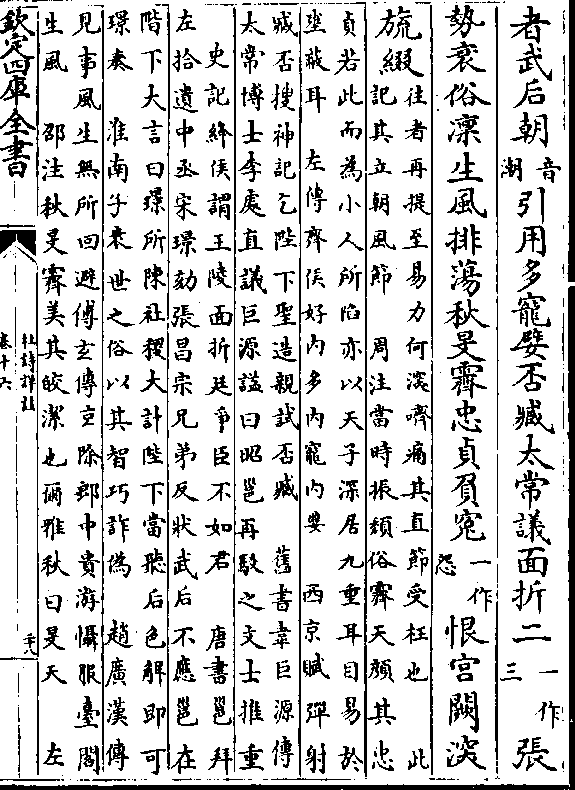 者武后朝音潮引用多寵嬖否臧太常議面折二一作三張
勢衰俗凜生風排蕩秋旻霽忠貞負冤一作怨恨宮闕深
旒綴往者再提至易力何深嚌痛其直節受枉也 此
記其立朝風節 周注當時振頹俗霽天顏其忠
貞若此而為小人所陷亦以天子深居九重耳目易於
坐蔽耳 左傳齊侯好內多內寵內嬖 西京賦彈射
臧否搜神記乞陛下聖造親試否臧 舊書韋巨源傳
太常博士李處直議巨源諡曰昭邕再駁之文士推重
史記絳侯謂王陵面折廷爭臣不如君 唐書邕拜
左拾遺中丞宋璟劾張昌宗兄弟反狀武后不應邕在
階下大言曰璟所陳社稷大計陛下當聽后色解即可
璟奏 淮南子衰世之俗以其智巧詐偽 趙廣漢傳
見事風生無所回避傅玄傳玄除郎中貴游懾服臺閣
生風 邵注秋旻霽美其皎潔也爾雅秋曰旻天 左
欽定四庫全書
杜詩詳註
卷十六
二十八